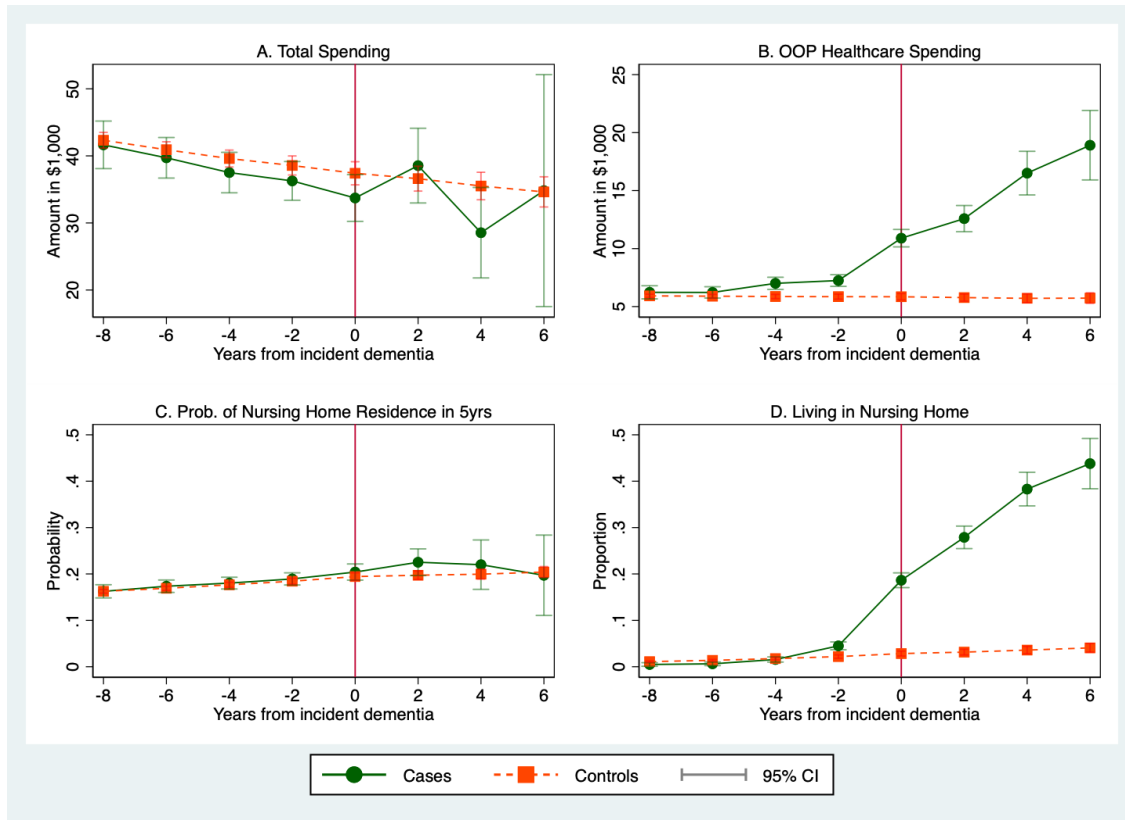 A. Total Spending
Amount in $1,000
50
40
30
20
-8 -6 -4 -2 0 2 4 6
Years from incident dementia
B. OOP Healthcare Spending
Amount in $1,000
25
20
15
10
5
-8 -6 -4 -2 0 2 4 6
Years from incident dementia
C. Prob. of Nursing Home Residence in 5yrs
Probability
.5
.4
.3
.2
.1
0
-8 -6 -4 -2 0 2 4 6
Years from incident dementia
D. Living in Nursing Home
Proportion
.5
.4
.3
.2
.1
0
-8 -6 -4 -2 0 2 4 6
Years from incident dementia
Cases Controls 95% CI